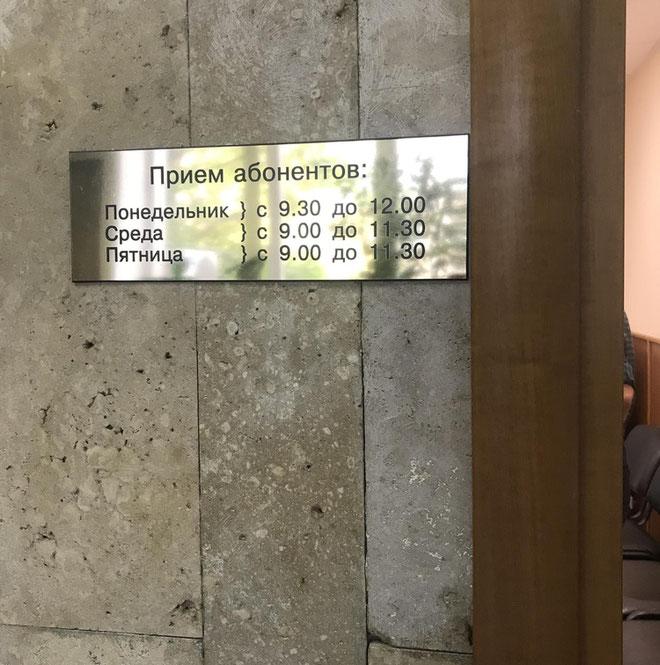 Прием абонентов:
Понедельник } с 9.30 до 12.00
Среда } с 9.00 до 11.30
Пятница } с 9.00 до 11.30